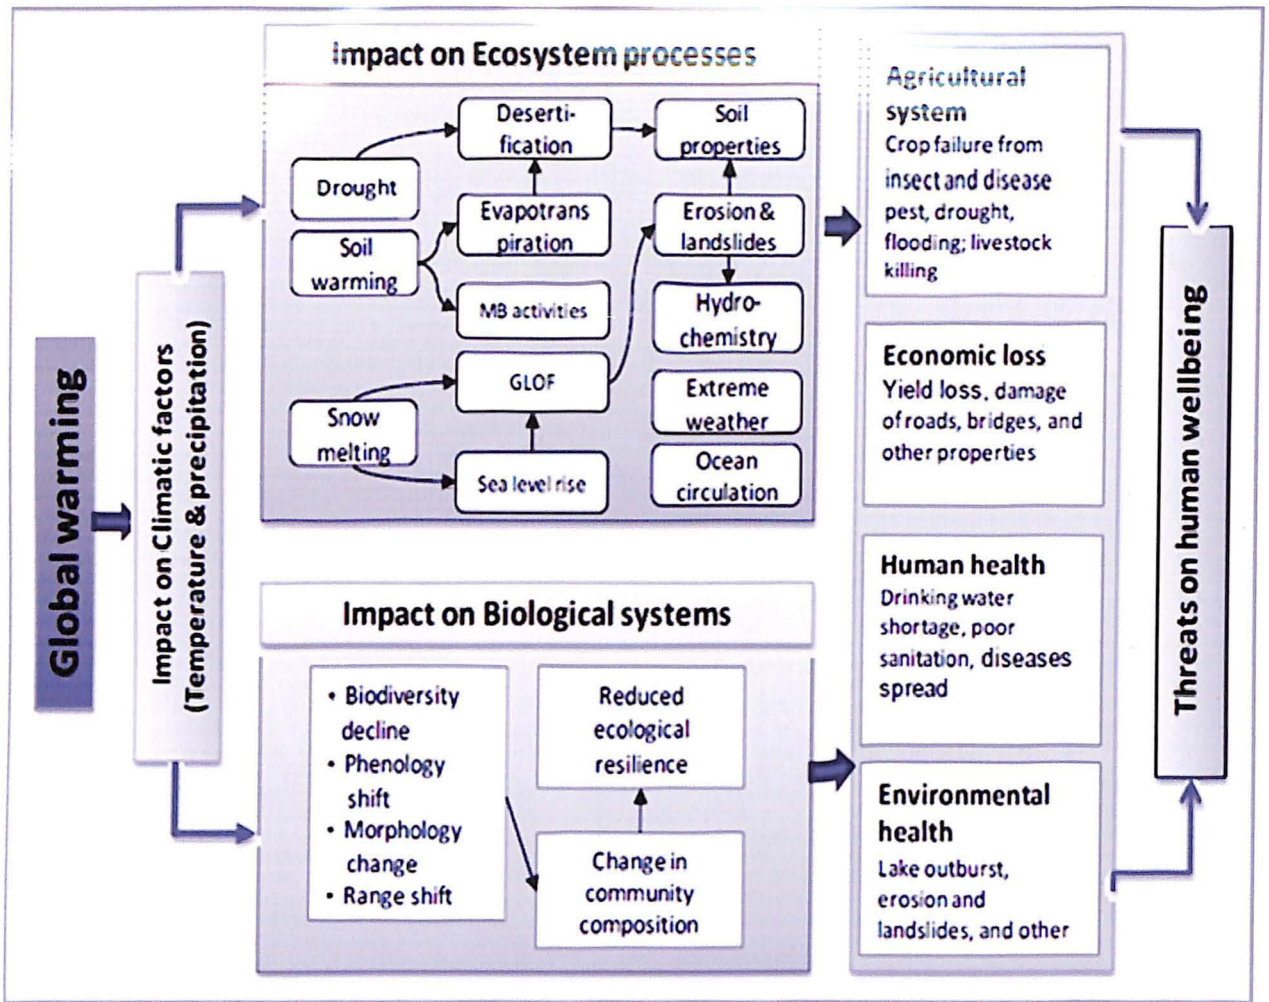 Global warming
Impact on Climatic factors
(Temperature & precipitation)
Impact on Ecosystem processes
Drought
Soil
warming
Snow
melting
Deserti-
fication
Evapotrans
piration
MB activities
GLOF
Sea level rise
Soil
properties
Erosion &
landslides
Hydro-
chemistry
Extreme
weather
Ocean
circulation
Impact on Biological systems
• Biodiversity
decline
• Phenology
shift
• Morphology
change
• Range shift
Reduced
ecological
resilience
Change in
community
composition
Agricultural
system
Crop failure from
insect and disease
pest, drought,
flooding; livestock
killing
Economic loss
Yield loss, damage
of roads, bridges, and
other properties
Human health
Drinking water
shortage, poor
sanitation, diseases
spread
Environmental
health
Lake outburst,
erosion and
landslides, and other
Threats on human wellbeing